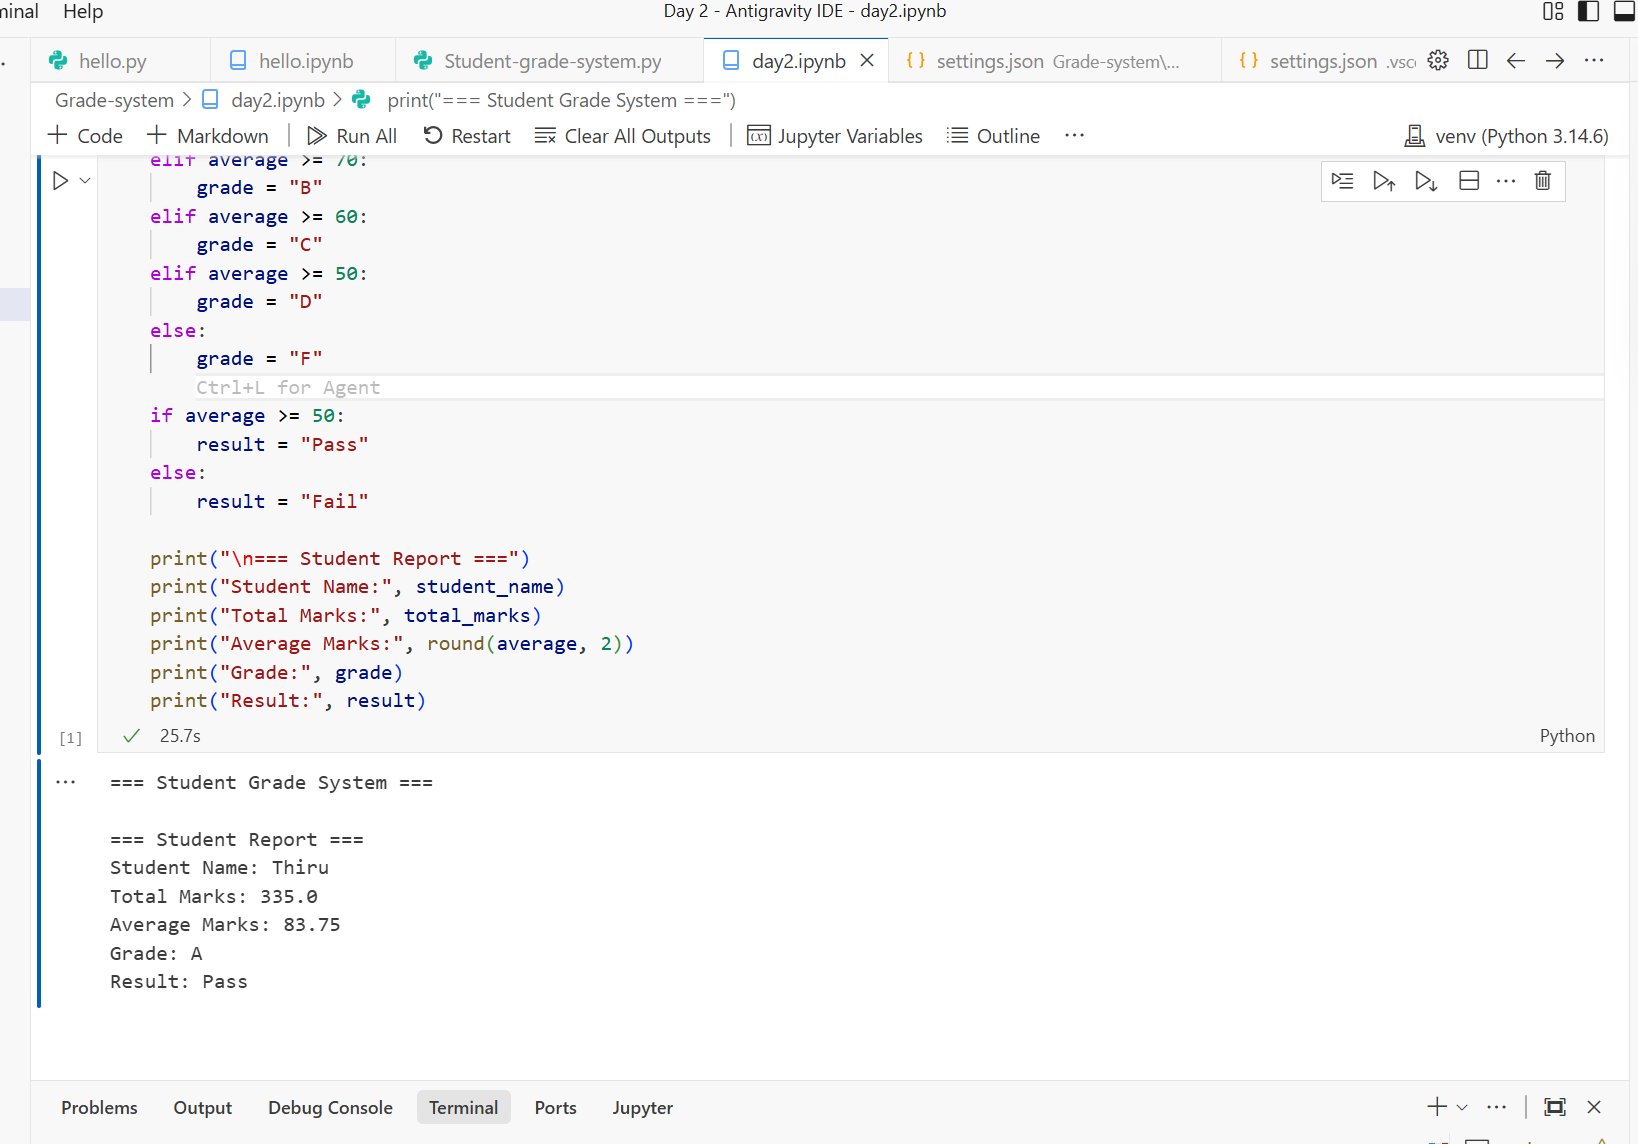 Help
Day 2 - Antigravity IDE - day2.ipynb
hello.py
hello.ipynb
Student-grade-system.py
day2.ipynb
{} settings.json Grade-system\...
{} settings.json
Grade-system > day2.ipynb > print("=== Student Grade System ===")
+ Code + Markdown | Run All Restart Clear All Outputs | Jupyter Variables Outline ...
venv (Python 3.14.6)
elif average >= 70:
    grade = "B"
elif average >= 60:
    grade = "C"
elif average >= 50:
    grade = "D"
else:
    grade = "F"
    Ctrl+L for Agent
if average >= 50:
    result = "Pass"
else:
    result = "Fail"
print("\n=== Student Report ===")
print("Student Name:", student_name)
print("Total Marks:", total_marks)
print("Average Marks:", round(average, 2))
print("Grade:", grade)
print("Result:", result)
[1] 25.7s
Python
=== Student Grade System ===
=== Student Report ===
Student Name: Thiru
Total Marks: 335.0
Average Marks: 83.75
Grade: A
Result: Pass
Problems Output Debug Console Terminal Ports Jupyter